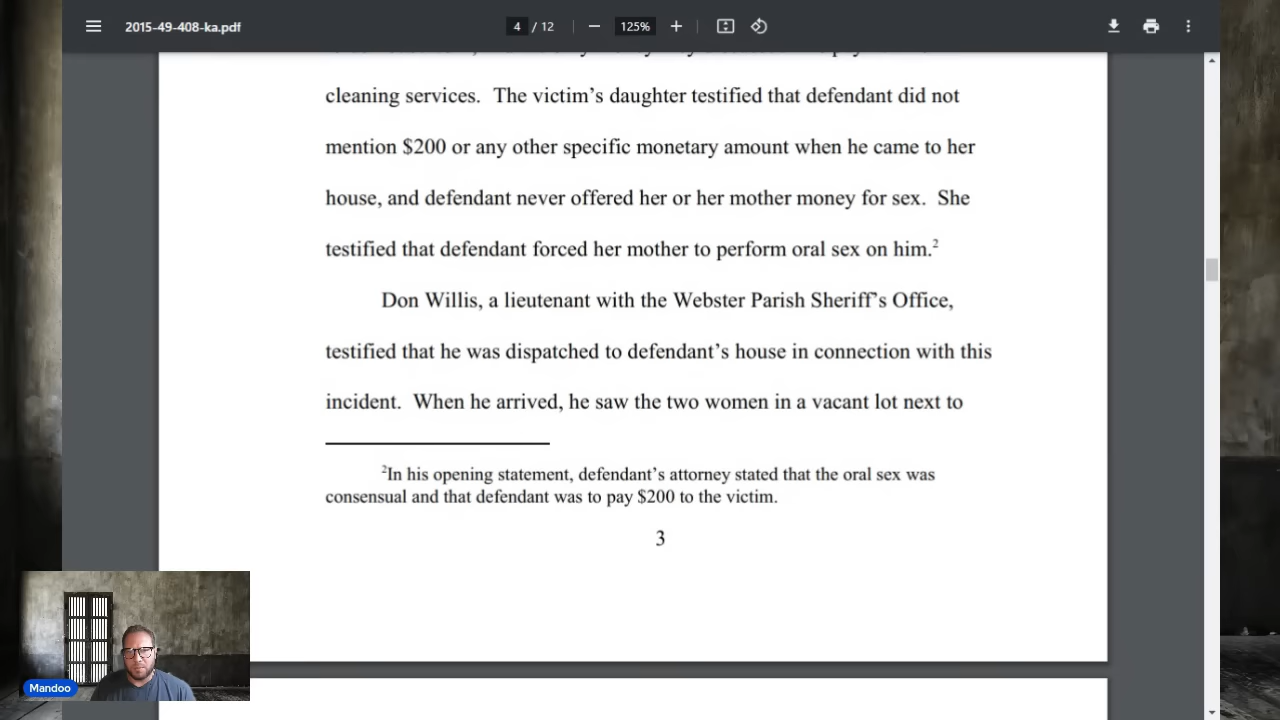 2015-49-408-ka.pdf 4 / 12 125%
cleaning services. The victim’s daughter testified that defendant did not
mention $200 or any other specific monetary amount when he came to her
house, and defendant never offered her or her mother money for sex. She
testified that defendant forced her mother to perform oral sex on him.2
Don Willis, a lieutenant with the Webster Parish Sheriff’s Office,
testified that he was dispatched to defendant’s house in connection with this
incident. When he arrived, he saw the two women in a vacant lot next to
2In his opening statement, defendant’s attorney stated that the oral sex was
consensual and that defendant was to pay $200 to the victim.
3
Mandoo